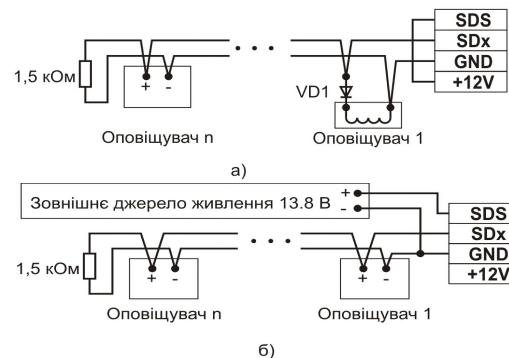 SDS
SDx
GND
+12V
1,5 кОм
+ -
VD1
Оповіщувач n
Оповіщувач 1
а)
Зовнішнє джерело живлення 13.8 В
+
-
SDS
SDx
GND
+12V
1,5 кОм
+ -
+ -
Оповіщувач n
Оповіщувач 1
б)